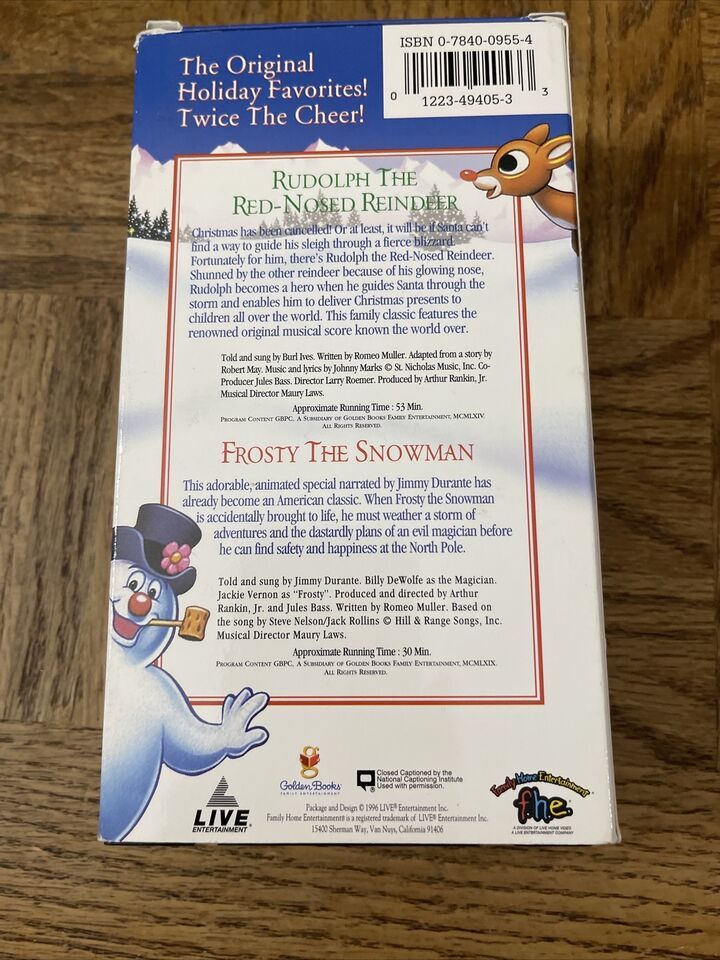 The Original
Holiday Favorites!
Twice The Cheer!
ISBN 0-7840-0955-4
0 1223-49405-3 3
RUDOLPH THE
RED-NOSED REINDEER
Christmas has been cancelled! Or at least, it will be if Santa can't
find a way to guide his sleigh through a fierce blizzard.
Fortunately for him, there's Rudolph the Red-Nosed Reindeer.
Shunned by the other reindeer because of his glowing nose,
Rudolph becomes a hero when he guides Santa through the
storm and enables him to deliver Christmas presents to
children all over the world. This family classic features the
renowned original musical score known the world over.
Told and sung by Burl Ives. Written by Romeo Muller. Adapted from a story by
Robert May. Music and lyrics by Johnny Marks © St. Nicholas Music, Inc. Co-
Producer Jules Bass. Director Larry Roemer. Produced by Arthur Rankin, Jr.
Musical Director Maury Laws.
Approximate Running Time : 53 Min.
PROGRAM CONTENT GBPC, A SUBSIDIARY OF GOLDEN BOOKS FAMILY ENTERTAINMENT, MCMLXIV.
ALL RIGHTS RESERVED.
FROSTY THE SNOWMAN
This adorable, animated special narrated by Jimmy Durante has
already become an American classic. When Frosty the Snowman
is accidentally brought to life, he must weather a storm of
adventures and the dastardly plans of an evil magician before
he can find safety and happiness at the North Pole.
Told and sung by Jimmy Durante. Billy DeWolfe as the Magician.
Jackie Vernon as "Frosty". Produced and directed by Arthur
Rankin, Jr. and Jules Bass. Written by Romeo Muller. Based on
the song by Steve Nelson/Jack Rollins © Hill & Range Songs, Inc.
Musical Director Maury Laws.
Approximate Running Time : 30 Min.
PROGRAM CONTENT GBPC, A SUBSIDIARY OF GOLDEN BOOKS FAMILY ENTERTAINMENT, MCMLXIX.
ALL RIGHTS RESERVED.
LIVE
ENTERTAINMENT
Golden Books
FAMILY ENTERTAINMENT
Closed Captioned by the
National Captioning Institute
Used with permission.
Family Home Entertainment
f.h.e.
A DIVISION OF LIVE HOME VIDEO
A LIVE ENTERTAINMENT COMPANY
Package and Design © 1996 LIVE® Entertainment Inc.
Family Home Entertainment® is a registered trademark of LIVE® Entertainment Inc.
15400 Sherman Way, Van Nuys, California 91406